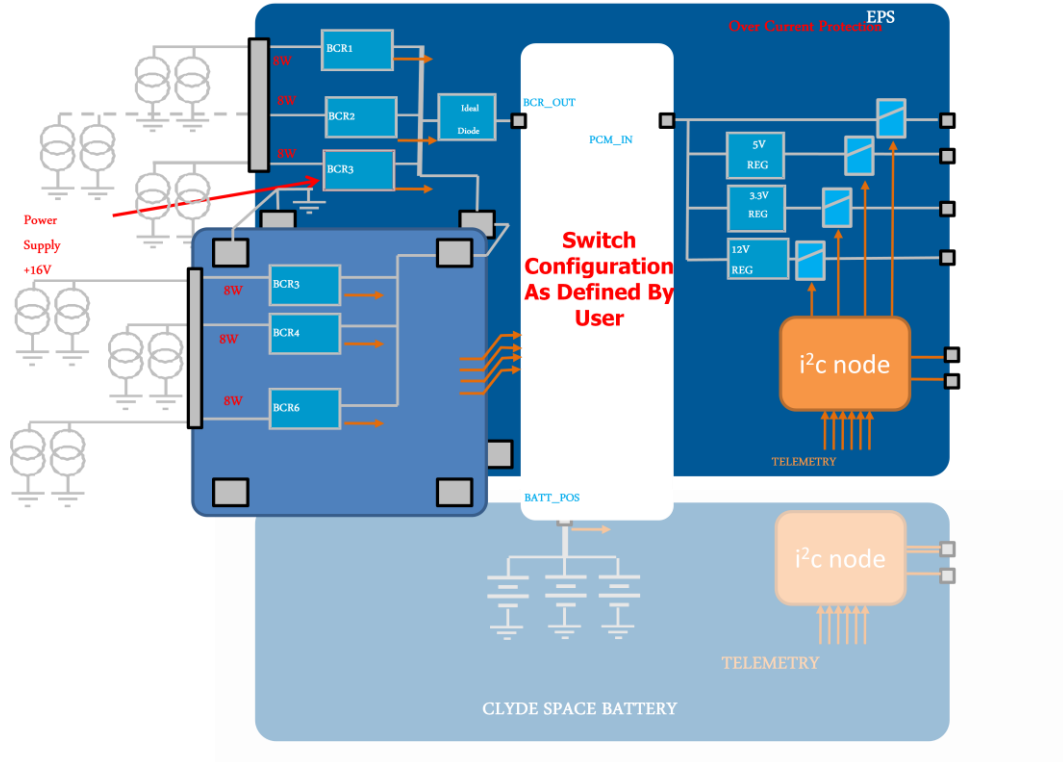 EPS
Over Current Protection
BCR1
8W
BCR2
8W
BCR3
8W
Ideal
Diode
BCR_OUT
PCM_IN
5V
REG
3.3V
REG
12V
REG
Power
Supply
+16V
Switch
Configuration
As Defined By
User
BCR3
8W
BCR4
8W
BCR6
8W
i²c node
TELEMETRY
BATT_POS
i²c node
TELEMETRY
CLYDE SPACE BATTERY